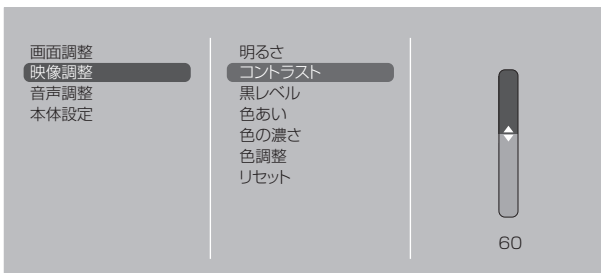 画面調整
映像調整
音声調整
本体設定
明るさ
コントラスト
黒レベル
色あい
色の濃さ
色調整
リセット
60